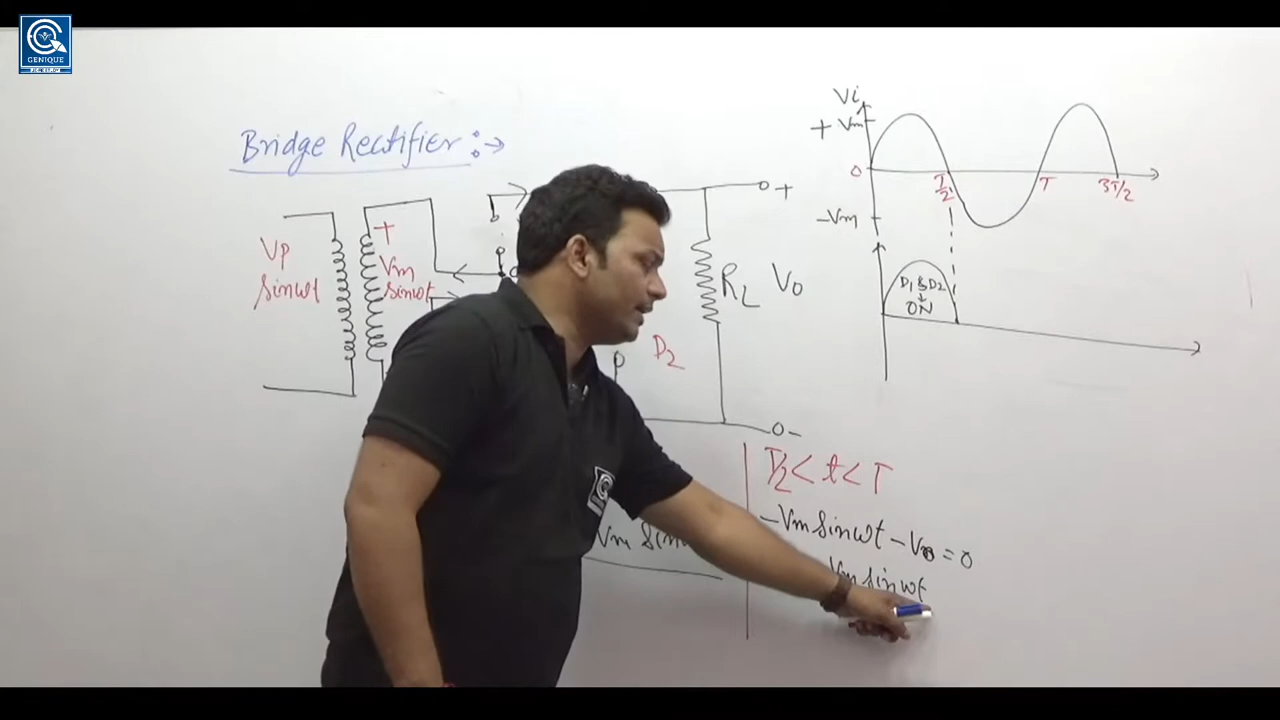 GENIQUE
Bridge Rectifier :→
Vp
Sinωt
+
Vm
Sinωt
+
RL
Vo
D2
-
Vi
+ Vm
0
-Vm
T/2
T
3T/2
D1 & D2
↓
ON
T/2 < t < T
-Vm Sinωt - Vo = 0
Vm Sinωt
Vm